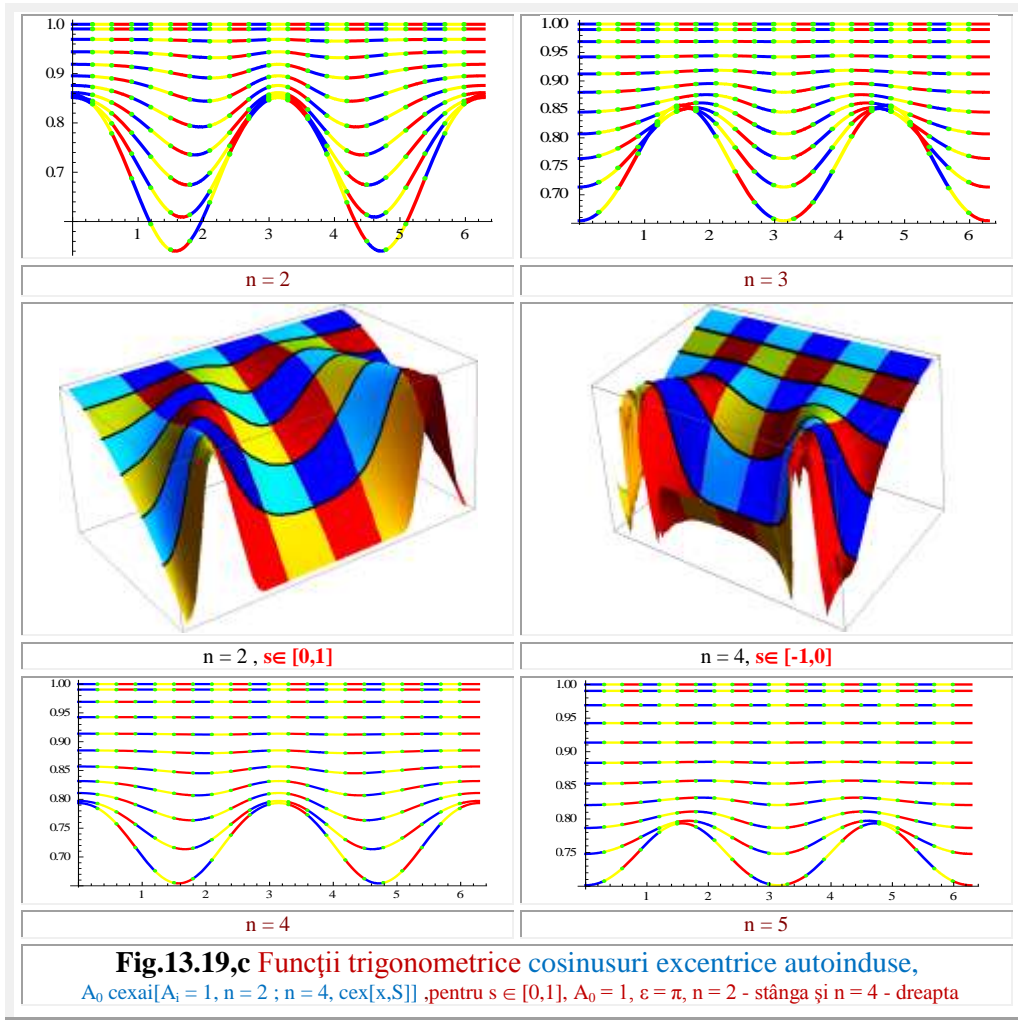 1.0
0.9
0.8
0.7
1 2 3 4 5 6
1.00
0.95
0.90
0.85
0.80
0.75
0.70
1 2 3 4 5 6
n = 2
n = 3
n = 2 , s∈ [0,1]
n = 4, s∈ [-1,0]
1.00
0.95
0.90
0.85
0.80
0.75
0.70
1 2 3 4 5 6
1.00
0.95
0.90
0.85
0.80
0.75
0.70
1 2 3 4 5 6
n = 4
n = 5
Fig.13.19,c Funcţii trigonometrice cosinusuri excentrice autoinduse,
A₀ cexai[Aᵢ = 1, n = 2 ; n = 4, cex[x,S]] ,pentru s ∈ [0,1], A₀ = 1, ε = π, n = 2 - stânga şi n = 4 - dreapta